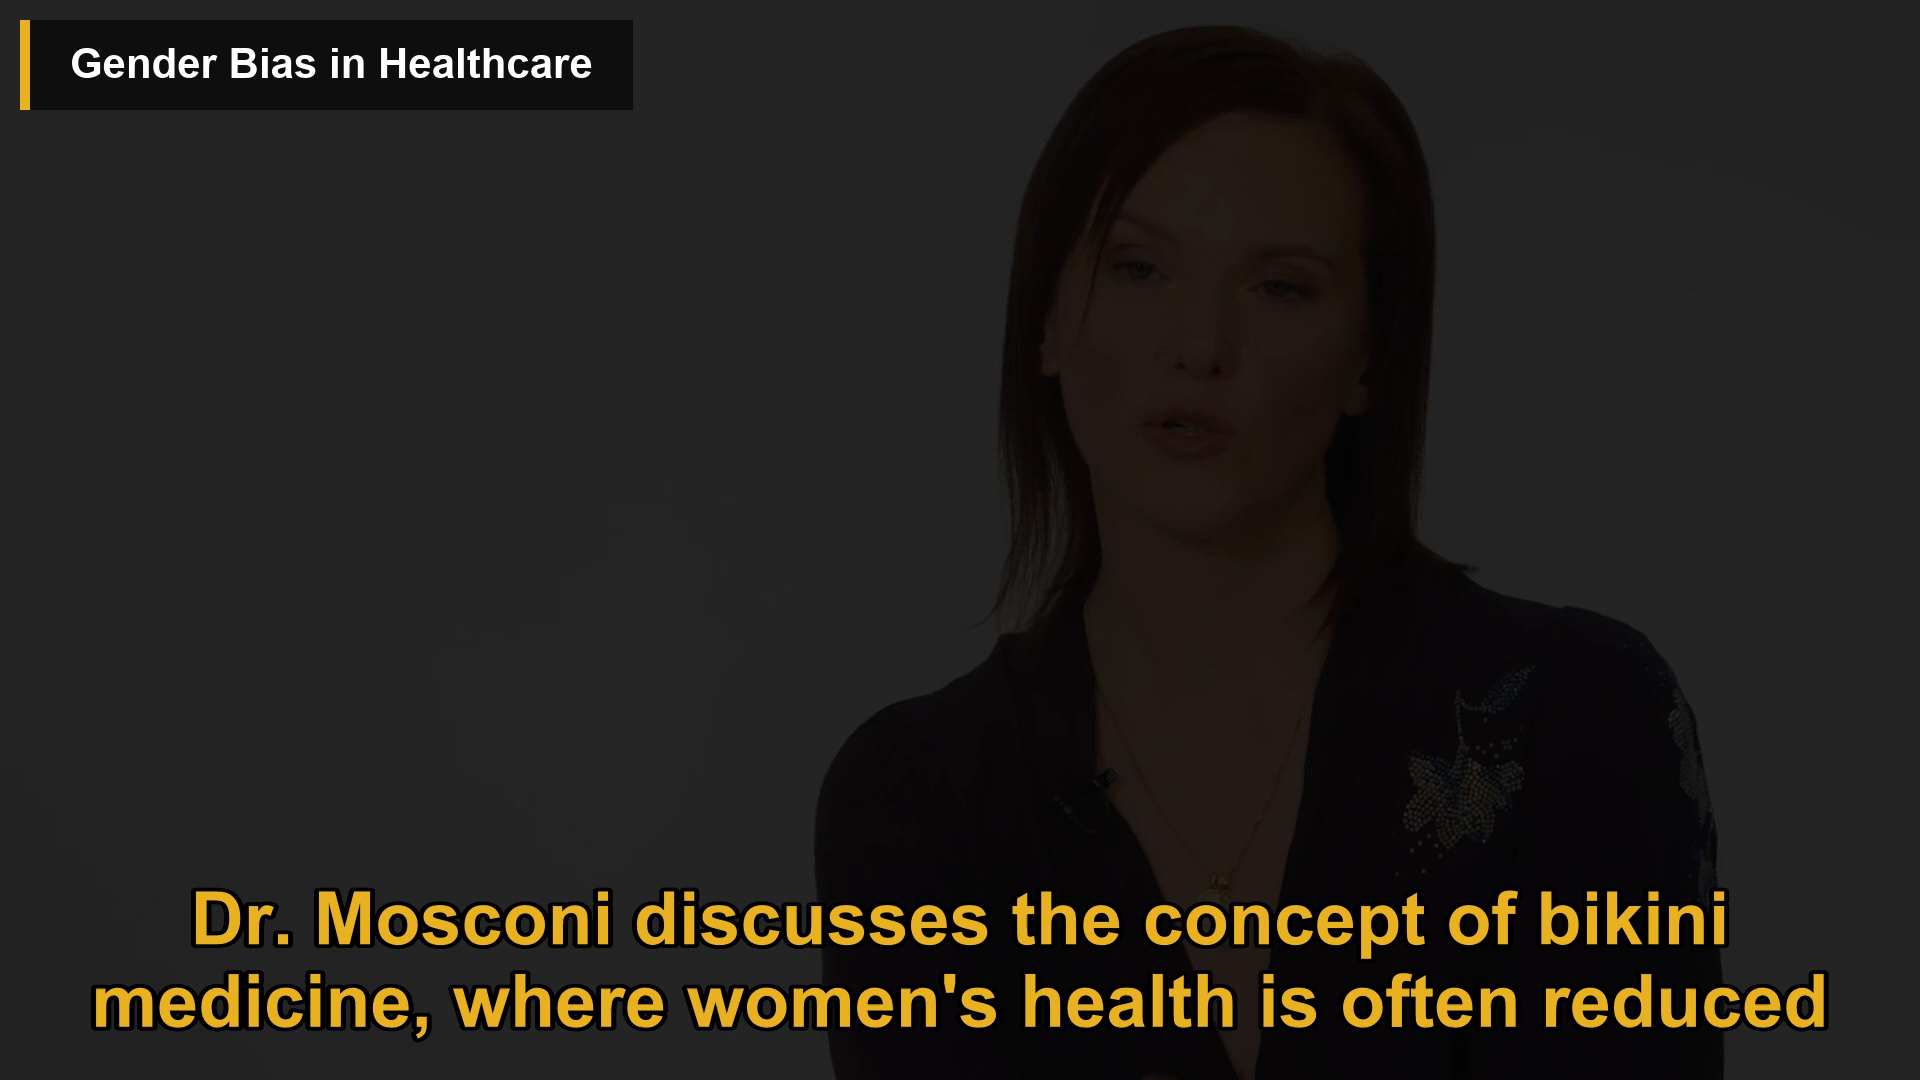 Gender Bias in Healthcare
Dr. Mosconi discusses the concept of bikini
medicine, where women's health is often reduced